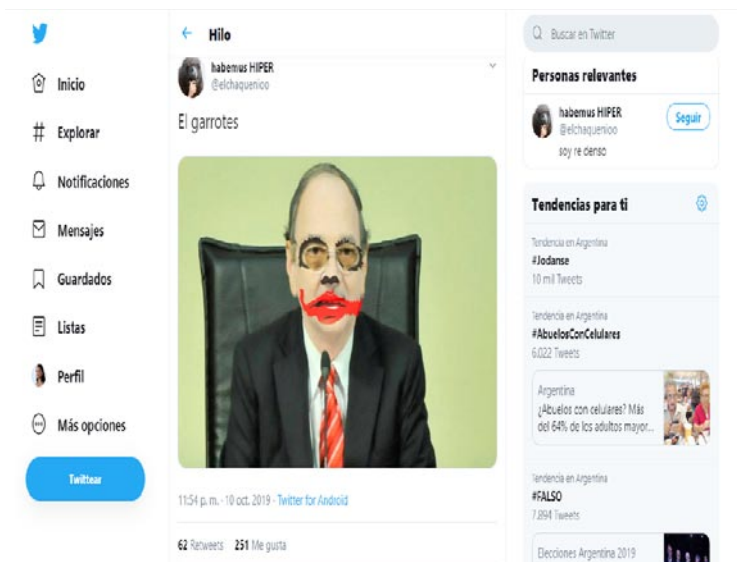 Inicio
Explorar
Notificaciones
Mensajes
Guardados
Listas
Perfil
Más opciones
Twittear
Hilo
habemus HIPER
@elchaquenioo
El garrotes
11:54 p. m. · 10 oct. 2019 · Twitter for Android
62 Retweets 251 Me gusta
Buscar en Twitter
Personas relevantes
habemus HIPER
@elchaquenioo
Seguir
soy re denso
Tendencias para ti
Tendencia en Argentina
#Jodanse
10 mil Tweets
Tendencia en Argentina
#AbuelosConCelulares
6.022 Tweets
Argentina
¿Abuelos con celulares? Más
del 64% de los adultos mayor...
Tendencia en Argentina
#FALSO
7.894 Tweets
Elecciones Argentina 2019